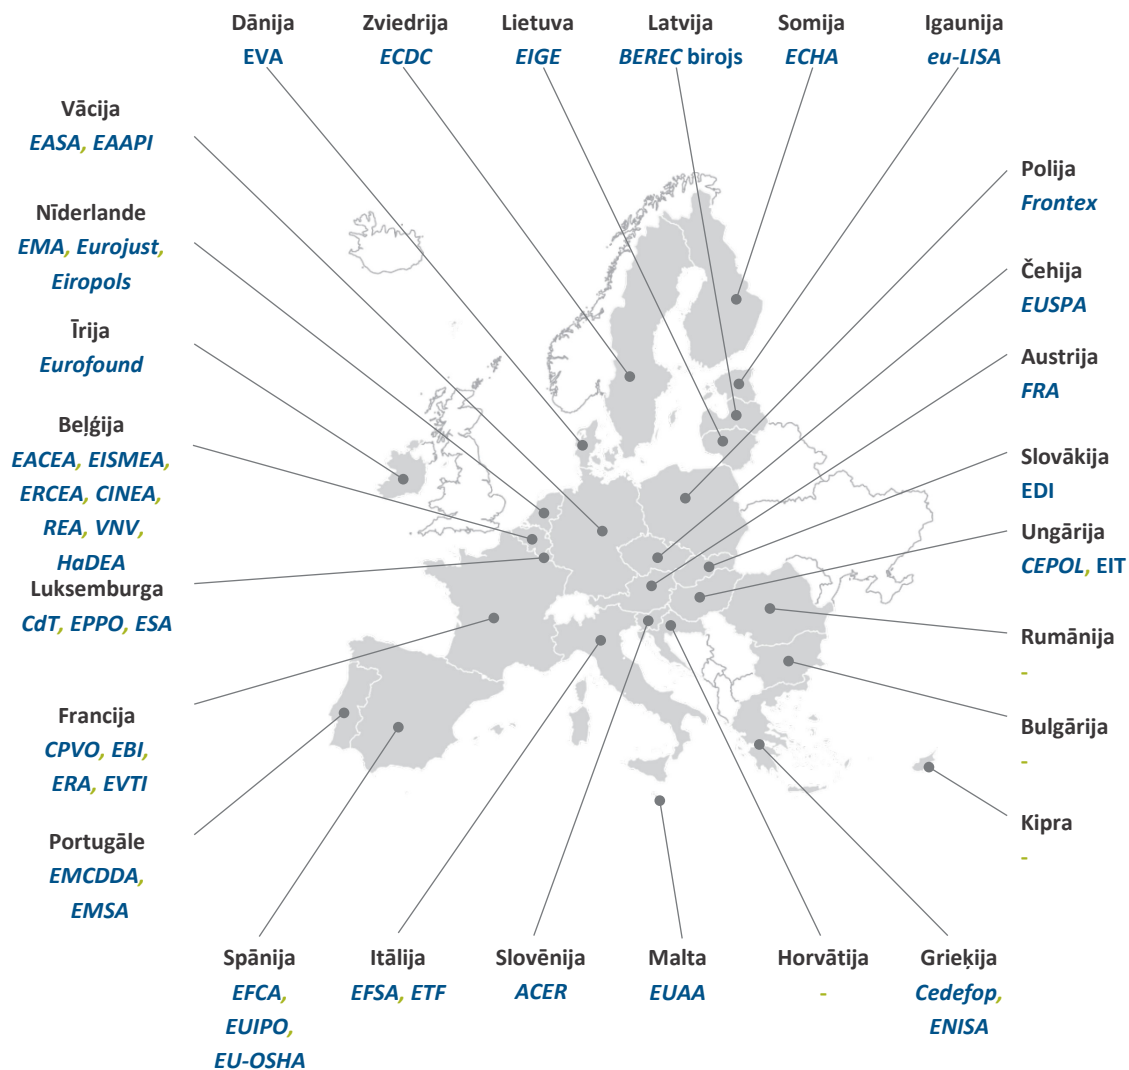 Dānija
EVA
Zviedrija
ECDC
Lietuva
EIGE
Latvija
BEREC birojs
Somija
ECHA
Igaunija
eu-LISA
Vācija
EASA, EAAPI
Nīderlande
EMA, Eurojust,
Eiropols
Īrija
Eurofound
Beļģija
EACEA, EISMEA,
ERCEA, CINEA,
REA, VNV,
HaDEA
Luksemburga
CdT, EPPO, ESA
Francija
CPVO, EBI,
ERA, EVTI
Portugāle
EMCDDA,
EMSA
Polija
Frontex
Čehija
EUSPA
Austrija
FRA
Slovākija
EDI
Ungārija
CEPOL, EIT
Rumānija
-
Bulgārija
-
Kipra
-
Spānija
EFCA,
EUIPO,
EU-OSHA
Itālija
EFSA, ETF
Slovēnija
ACER
Malta
EUAA
Horvātija
-
Grieķija
Cedefop,
ENISA